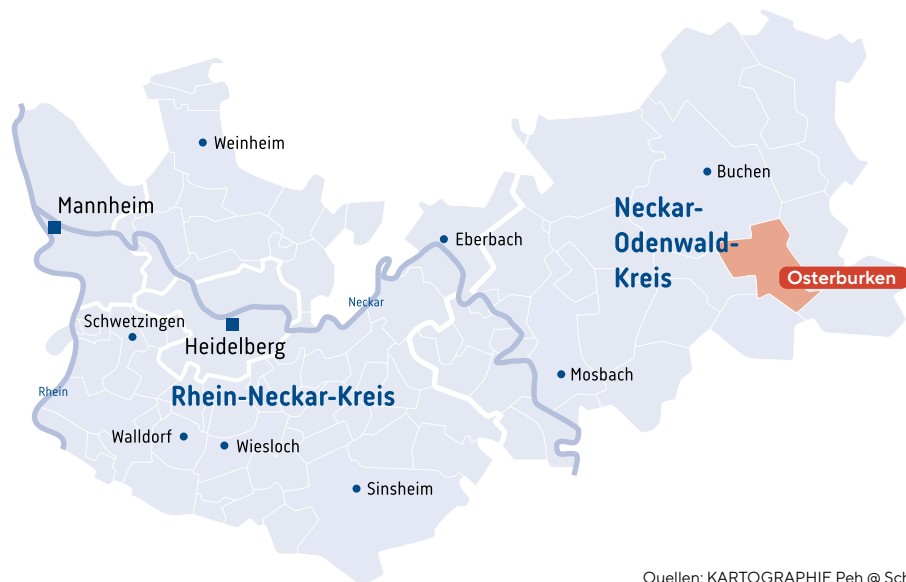 Weinheim
Buchen
Mannheim
Neckar-
Odenwald-
Kreis
Eberbach
Osterburken
Neckar
Schwetzingen
Heidelberg
Mosbach
Rhein
Rhein-Neckar-Kreis
Walldorf
Wiesloch
Sinsheim
Quellen: KARTOGRAPHIE Peh @ Sch